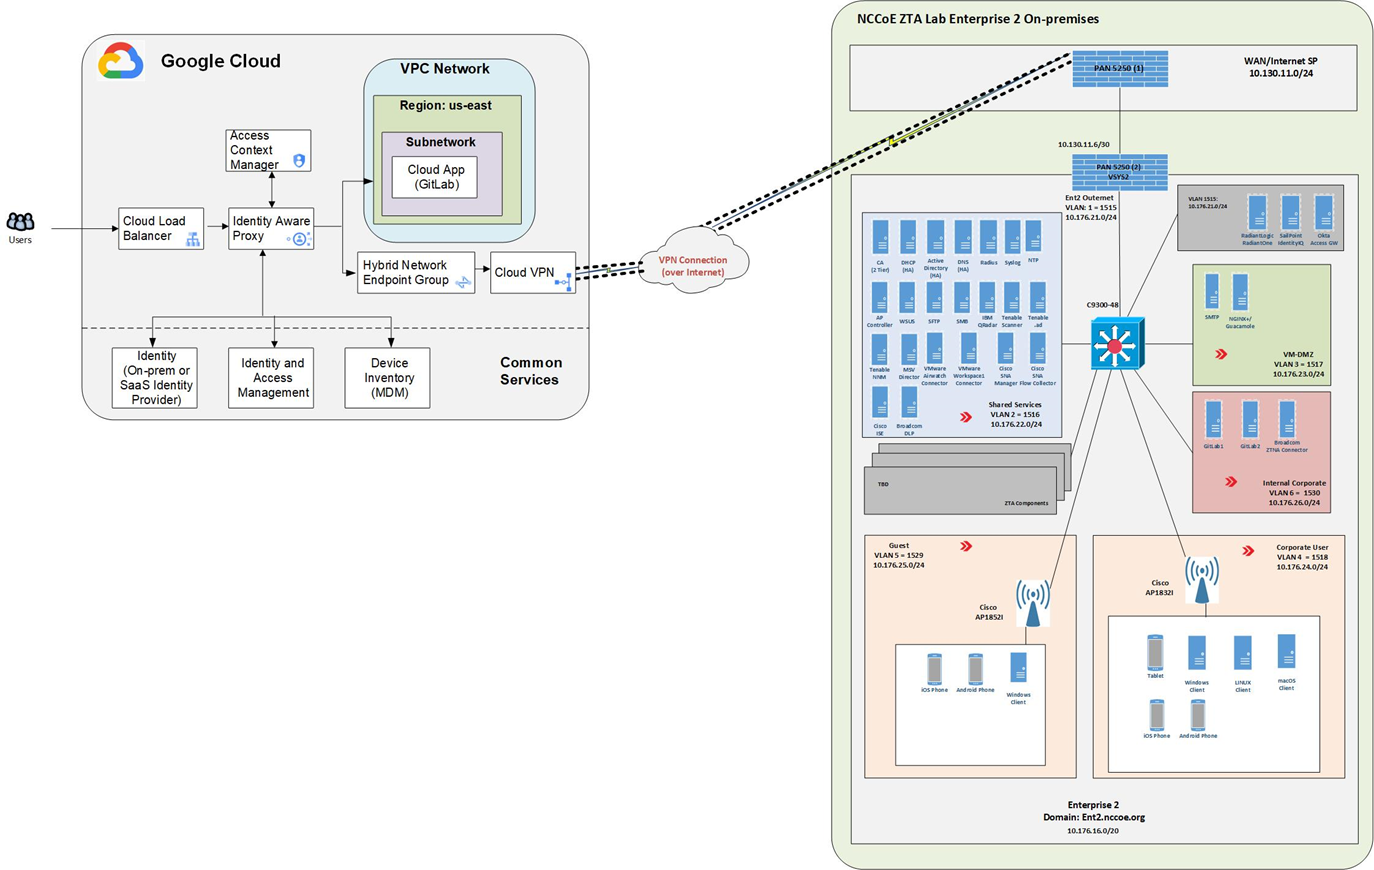 Google Cloud
VPC Network
Region: us-east
Subnetwork
Cloud App
(GitLab)
Access
Context
Manager
Users
Cloud Load
Balancer
Identity Aware
Proxy
Hybrid Network
Endpoint Group
Cloud VPN
VPN Connection
(over Internet)
Identity
(On-prem or
SaaS Identity
Provider)
Identity and
Access
Management
Device
Inventory
(MDM)
Common
Services
NCCoE ZTA Lab Enterprise 2 On-premises
PAN 5250 (1)
WAN/Internet SP
10.130.11.0/24
10.130.11.6/30
PAN 5250 (2)
VSYS2
Ent2 Outernet
VLAN: 1 = 1515
10.176.21.0/24
VLAN 1515:
10.176.21.0/24
RadiantLogic
RadiantOne
SailPoint
IdentityIQ
Okta
Access GW
CA
(2 Tier)
DHCP
(HA)
Active
Directory
(HA)
DNS
(HA)
Radius
Syslog
NTP
AP
Controller
WSUS
SFTP
SMB
IBM
QRadar
Tenable
Scanner
Tenable
.ad
Tenable
NNM
MSV
Director
VMware
Airwatch
Connector
VMware
Workspace1
Connector
Cisco
SNA
Manager
Cisco
SNA
Flow Collector
Cisco
ISE
Broadcom
DLP
Shared Services
VLAN 2 = 1516
10.176.22.0/24
C9300-48
SMTP
NGINX+/
Guacamole
VM-DMZ
VLAN 3 = 1517
10.176.23.0/24
GitLab1
GitLab2
Broadcom
ZTNA Connector
Internal Corporate
VLAN 6 = 1530
10.176.26.0/24
TBD
ZTA Components
Guest
VLAN 5 = 1529
10.176.25.0/24
Cisco
AP1852I
iOS Phone
Android Phone
Windows
Client
Corporate User
VLAN 4 = 1518
10.176.24.0/24
Cisco
AP1832I
Tablet
Windows
Client
LINUX
Client
macOS
Client
iOS Phone
Android Phone
Enterprise 2
Domain: Ent2.nccoe.org
10.176.16.0/20